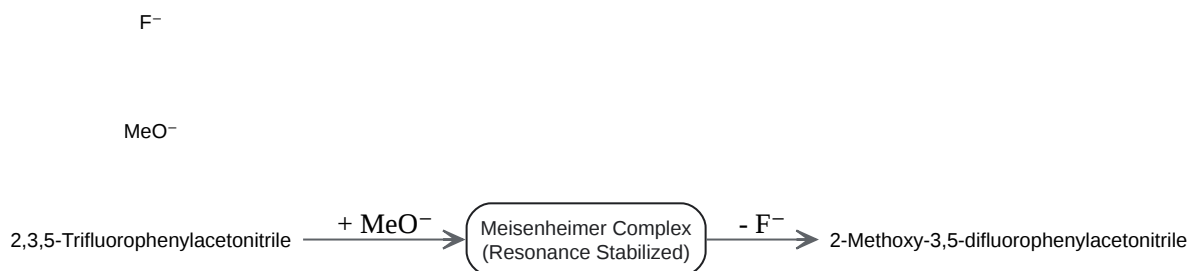 F⁻
MeO⁻
2,3,5-Trifluorophenylacetonitrile
+ MeO⁻
Meisenheimer Complex
(Resonance Stabilized)
- F⁻
2-Methoxy-3,5-difluorophenylacetonitrile